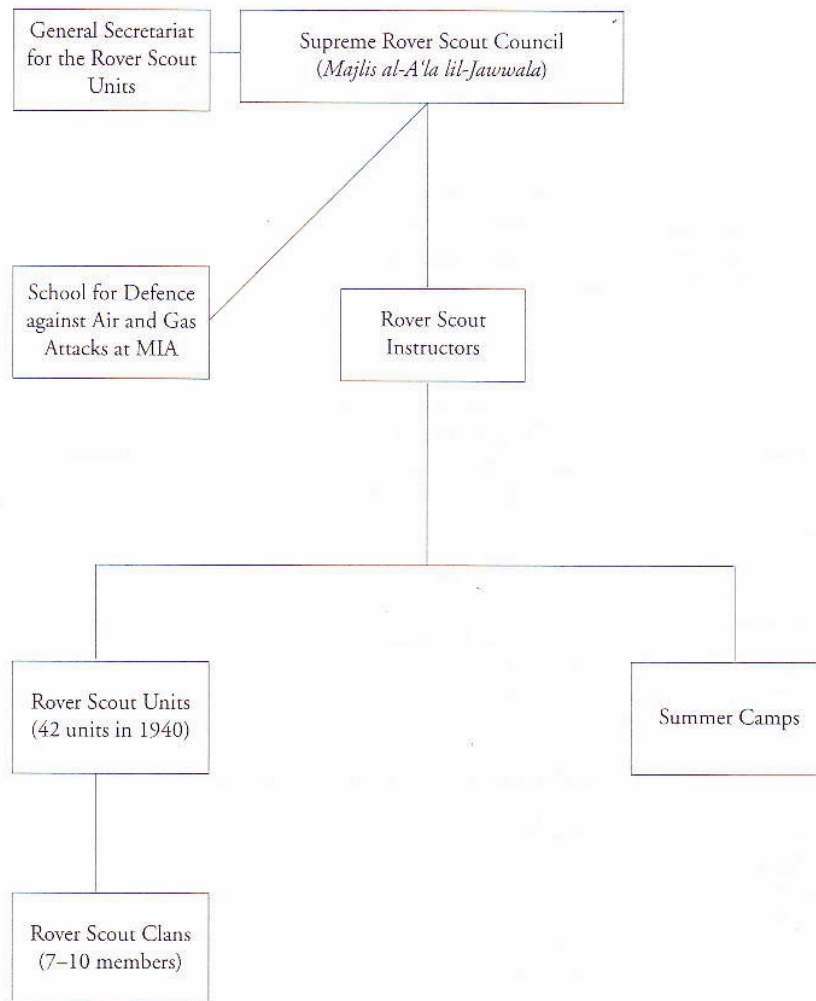 General Secretariat
for the Rover Scout
Units
Supreme Rover Scout Council
(Majlis al-A‘la lil-Jawwala)
School for Defence
against Air and Gas
Attacks at MIA
Rover Scout
Instructors
Rover Scout Units
(42 units in 1940)
Summer Camps
Rover Scout Clans
(7–10 members)